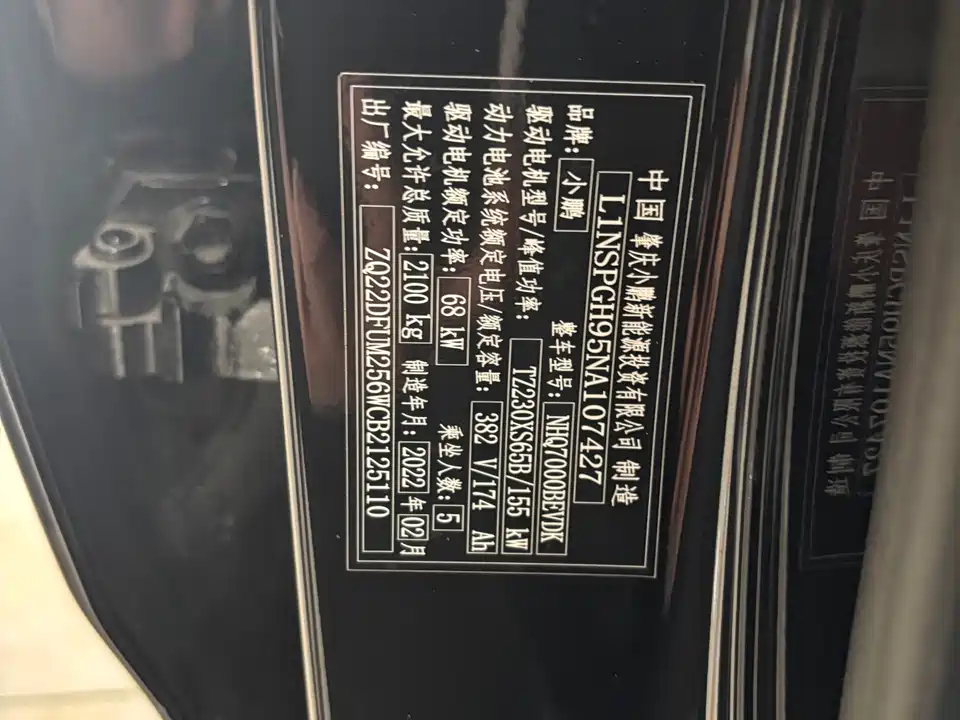 中国 肇庆小鹏新能源投资有限公司 制造
L1NSPGH95NA107427
品牌: 小鹏 整车型号: NHQ7000BEVDK
驱动电机型号/峰值功率: TZ230XS65B/155 kW
动力电池系统额定电压/额定容量: 382 V/174 Ah
驱动电机额定功率: 68 kW 乘坐人数: 5
最大允许总质量: 2100 kg 制造年月: 2022 年 02 月
出厂编号: ZQ22DFUM256WCB2125110